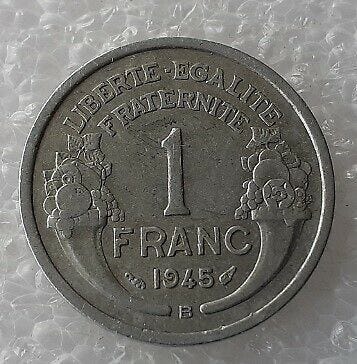 LIBERTE-EGALITE
FRATERNITE
1
FRANC
1945
B